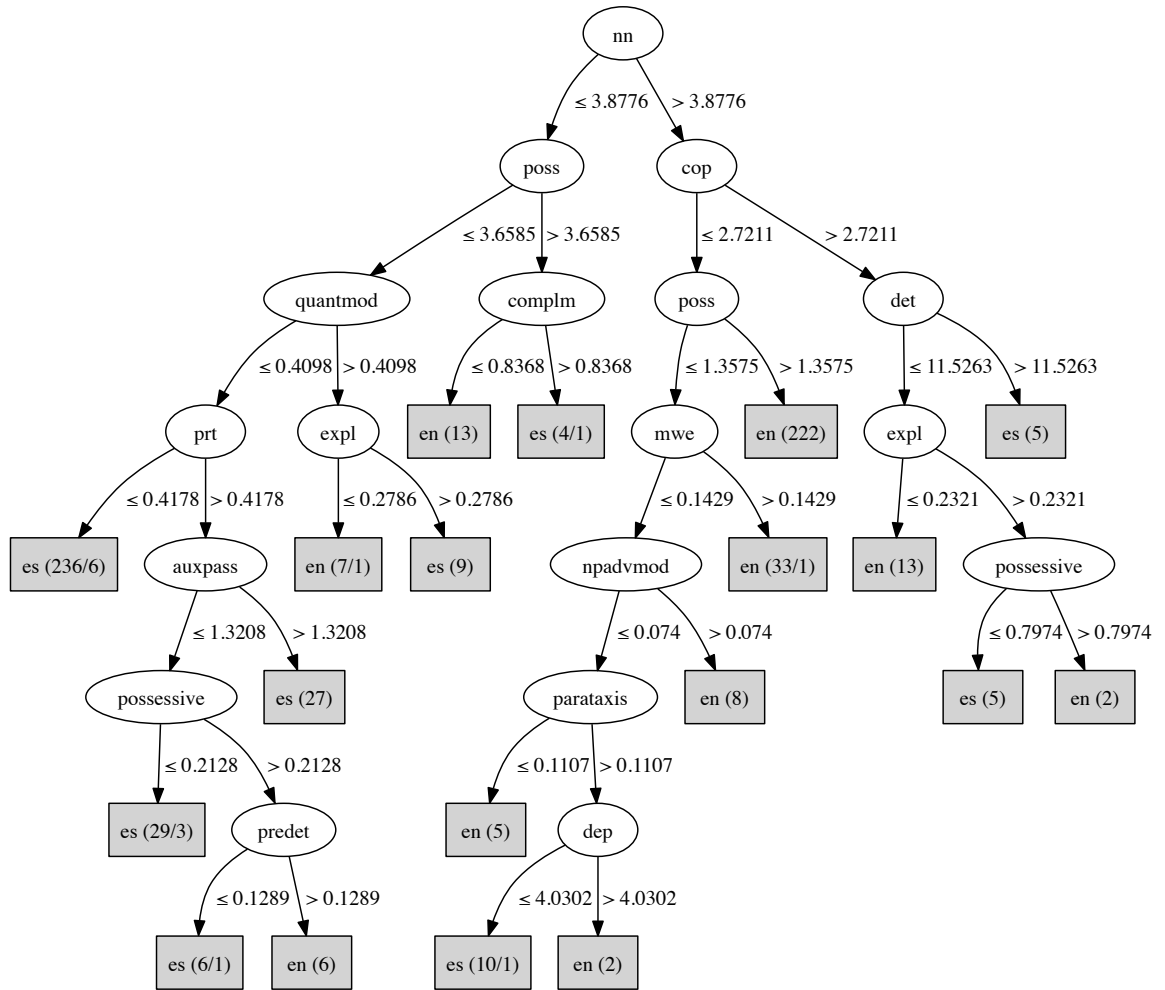 nn
≤ 3.8776 > 3.8776
poss cop
≤ 3.6585 > 3.6585 ≤ 2.7211 > 2.7211
quantmod complm poss det
≤ 0.4098 > 0.4098 ≤ 0.8368 > 0.8368 ≤ 1.3575 > 1.3575 ≤ 11.5263 > 11.5263
prt expl en (13) es (4/1) mwe en (222) expl es (5)
≤ 0.4178 > 0.4178 ≤ 0.2786 > 0.2786 ≤ 0.1429 > 0.1429 ≤ 0.2321 > 0.2321
es (236/6) auxpass en (7/1) es (9) npadvmod en (33/1) en (13) possessive
≤ 1.3208 > 1.3208 ≤ 0.074 > 0.074 ≤ 0.7974 > 0.7974
possessive es (27) parataxis en (8) es (5) en (2)
≤ 0.2128 > 0.2128 ≤ 0.1107 > 0.1107
es (29/3) predet en (5) dep
≤ 0.1289 > 0.1289 ≤ 4.0302 > 4.0302
es (6/1) en (6) es (10/1) en (2)